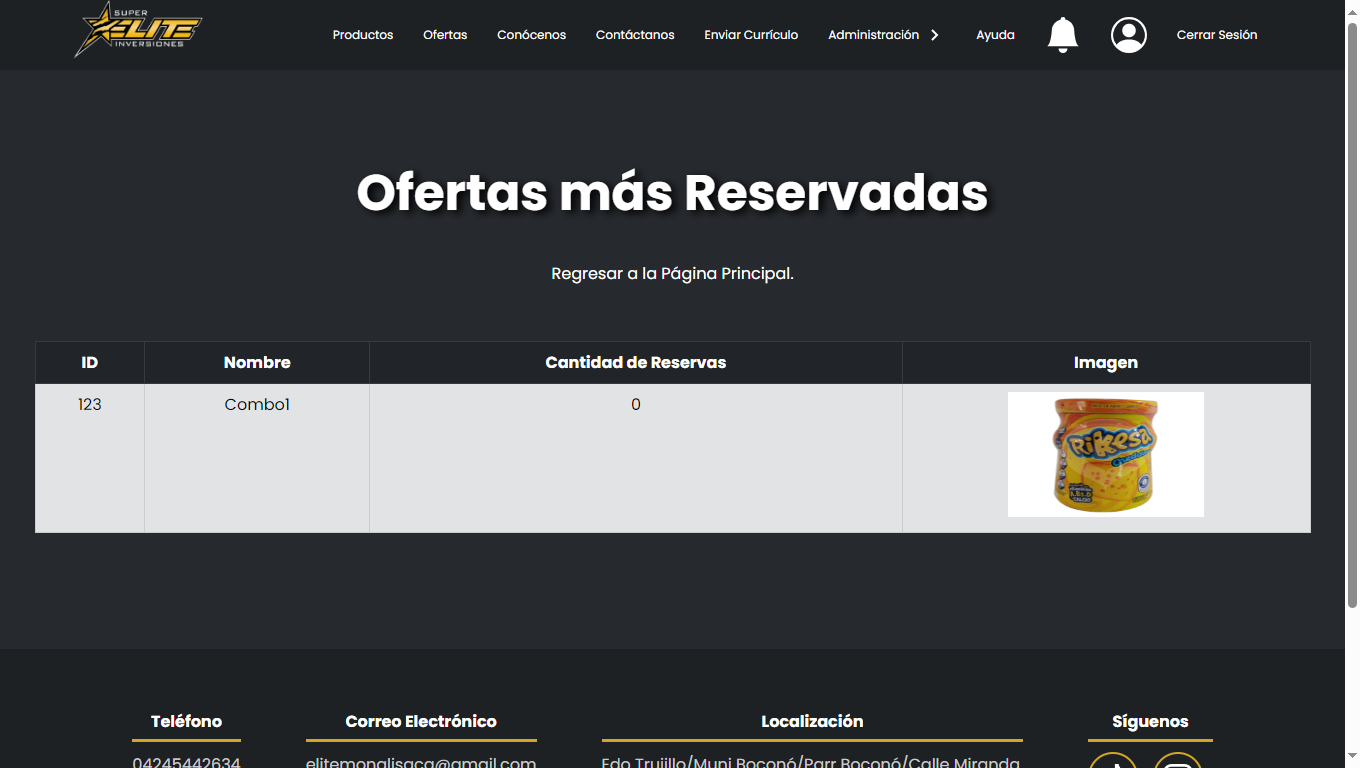 SUPER
ELITE
INVERSIONES
Productos Ofertas Conócenos Contáctanos Enviar Currículo Administración Ayuda Cerrar Sesión
Ofertas más Reservadas
Regresar a la Página Principal.
ID Nombre Cantidad de Reservas Imagen
123 Combo1 0
Rikesa
Teléfono Correo Electrónico Localización Síguenos
04245442634 elitemonalisaca@gmail.com Edo Trujillo/Muni Boconó/Parr Boconó/Calle Miranda